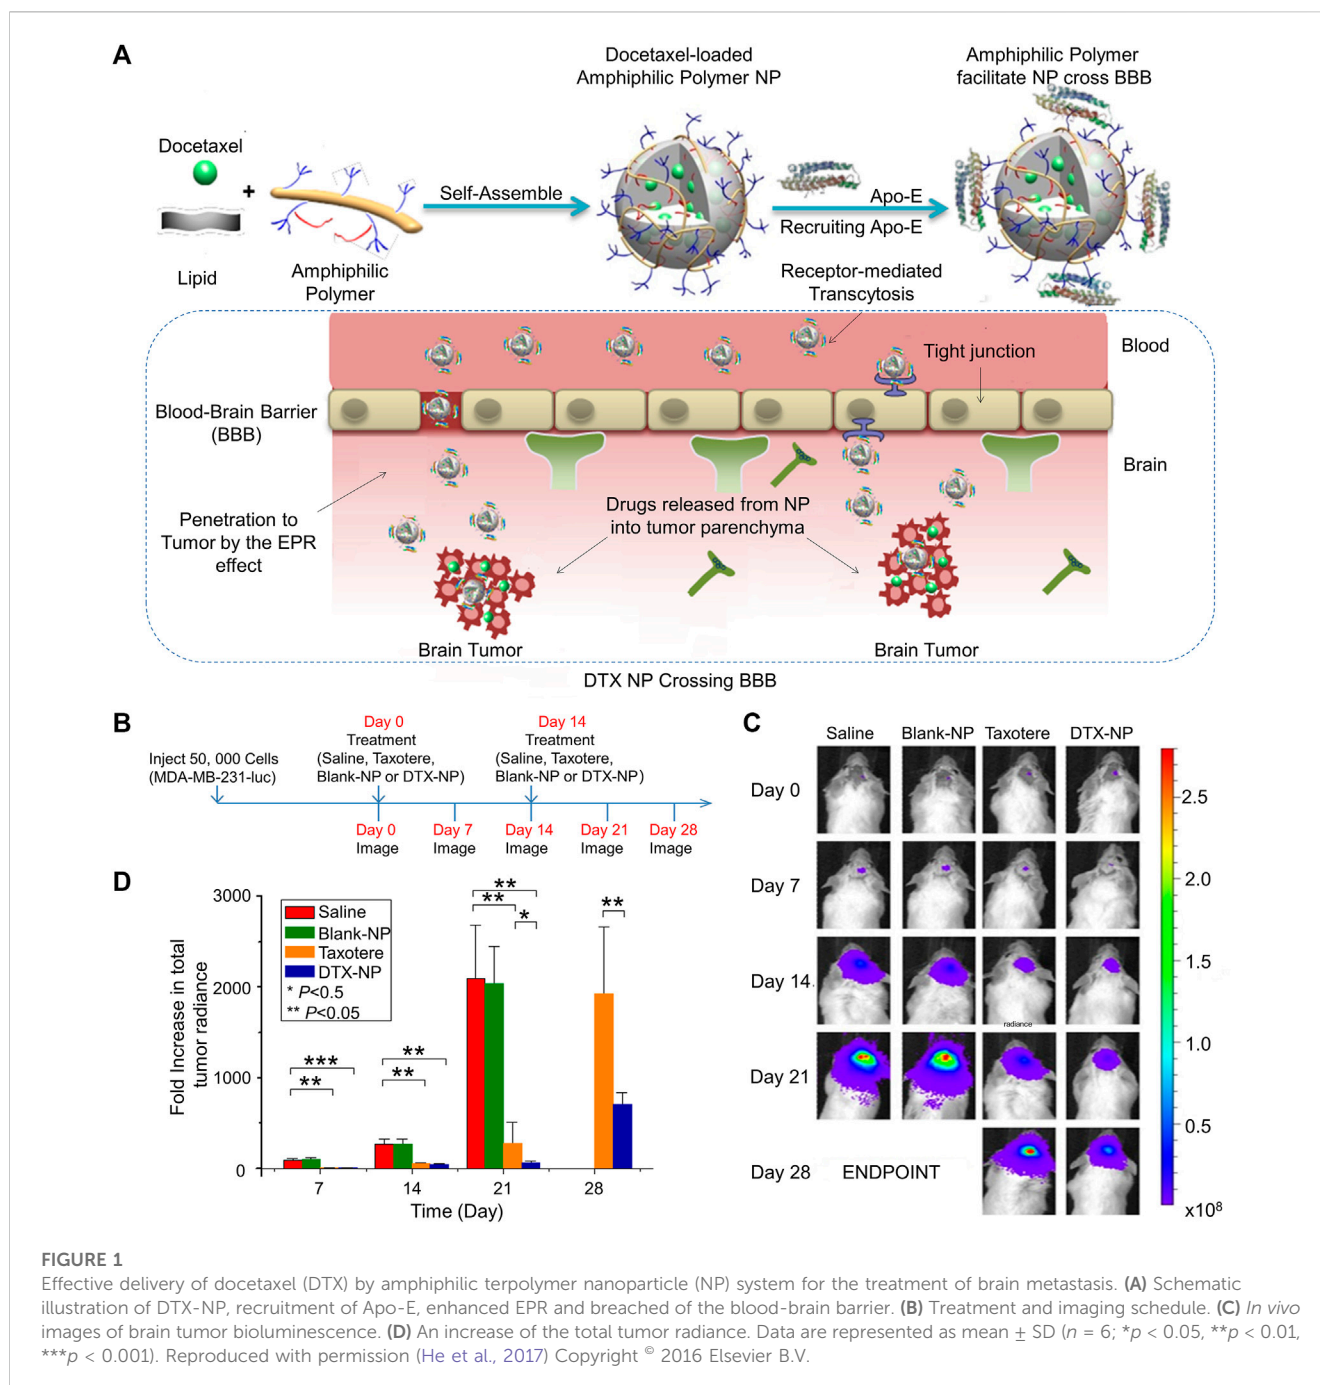 A
Docetaxel-loaded
Amphiphilic Polymer NP
Amphiphilic Polymer
facilitate NP cross BBB
Docetaxel
+
Lipid
Amphiphilic
Polymer
Self-Assemble
Apo-E
Recruiting Apo-E
Receptor-mediated
Transcytosis
Tight junction
Blood
Blood-Brain Barrier
(BBB)
Brain
Penetration to
Tumor by the EPR
effect
Drugs released from NP
into tumor parenchyma
Brain Tumor
Brain Tumor
DTX NP Crossing BBB
B
Inject 50, 000 Cells
(MDA-MB-231-luc)
Day 0
Treatment
(Saline, Taxotere,
Blank-NP or DTX-NP)
Day 14
Treatment
(Saline, Taxotere,
Blank-NP or DTX-NP)
Day 0
Image
Day 7
Image
Day 14
Image
Day 21
Image
Day 28
Image
C
Saline
Blank-NP
Taxotere
DTX-NP
Day 0
Day 7
Day 14
radiance
Day 21
Day 28
ENDPOINT
2.5
2.0
1.5
1.0
0.5
x10⁸
D
Fold Increase in total
tumor radiance
3000
2000
1000
0
Saline
Blank-NP
Taxotere
DTX-NP
* P<0.5
** P<0.05
***
**
**
**
**
**
*
**
7
14
21
28
Time (Day)
FIGURE 1
Effective delivery of docetaxel (DTX) by amphiphilic terpolymer nanoparticle (NP) system for the treatment of brain metastasis. (A) Schematic
illustration of DTX-NP, recruitment of Apo-E, enhanced EPR and breached of the blood-brain barrier. (B) Treatment and imaging schedule. (C) In vivo
images of brain tumor bioluminescence. (D) An increase of the total tumor radiance. Data are represented as mean ± SD (n = 6; *p < 0.05, **p < 0.01,
***p < 0.001). Reproduced with permission (He et al., 2017) Copyright © 2016 Elsevier B.V.